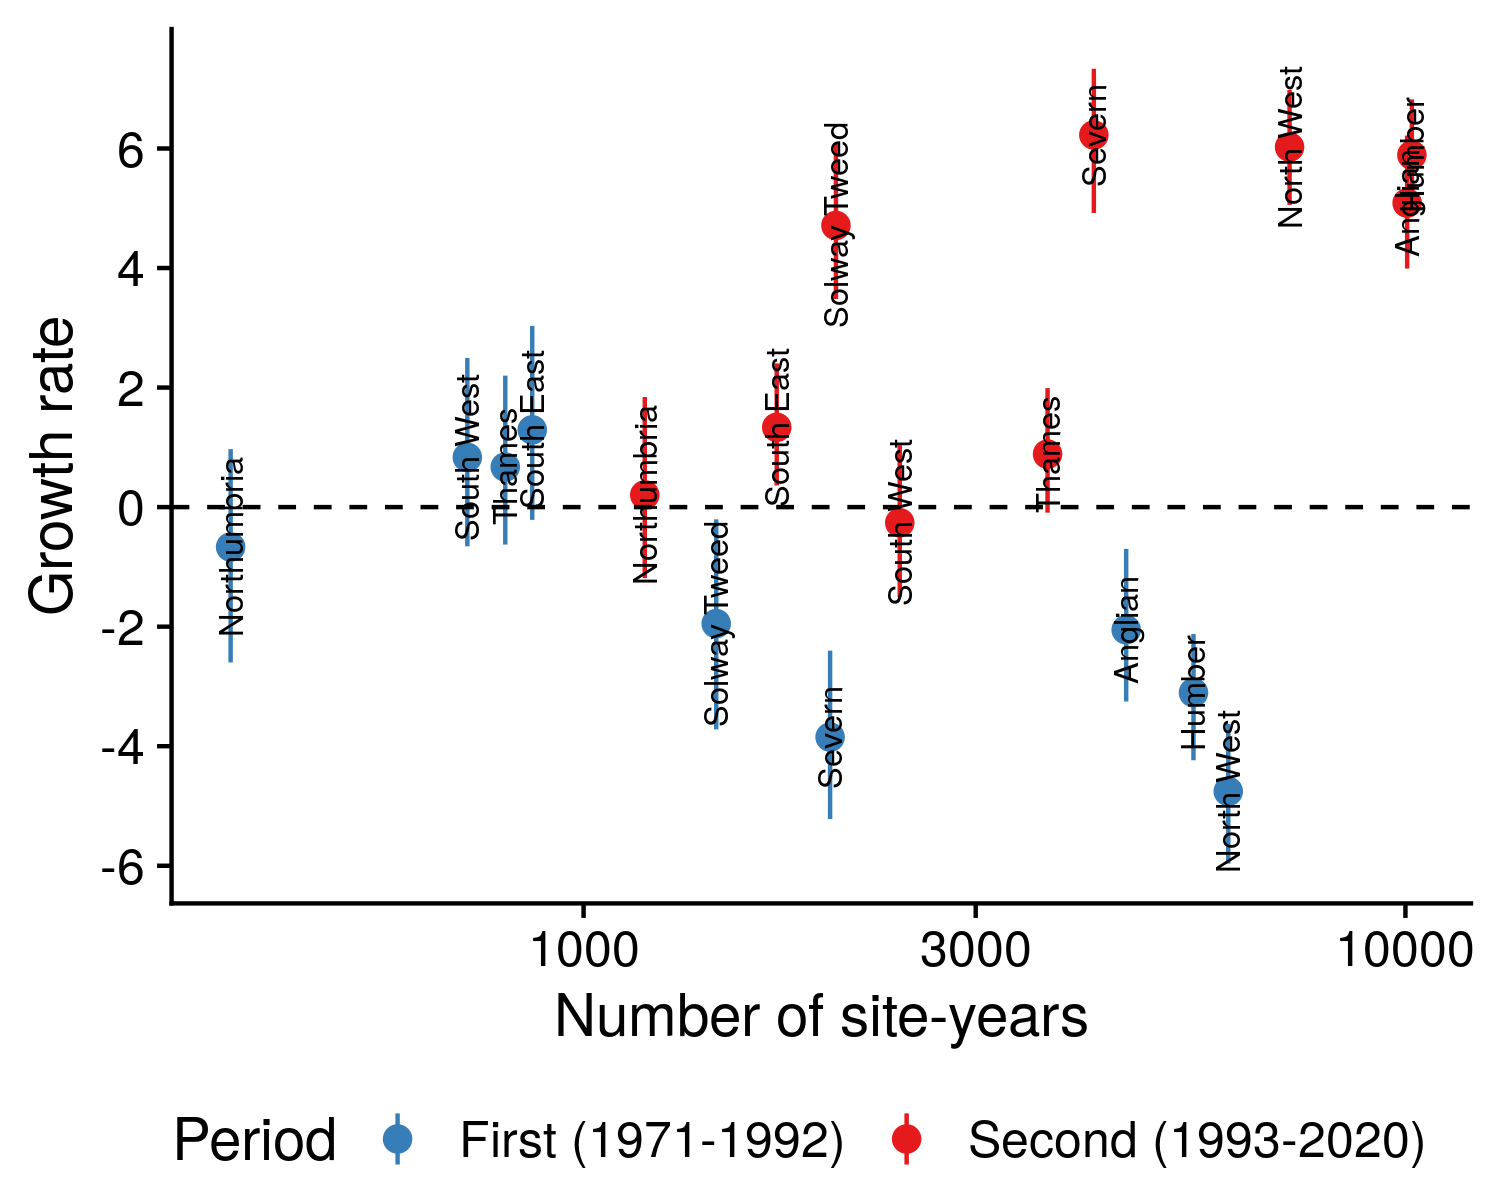 Growth rate
6
4
2
0
-2
-4
-6
Northumbria
South West
Thames
South East
Northumbria
Solway Tweed
South East
Severn
Solway Tweed
South West
Thames
Severn
Anglian
Humber
North West
North West
Anglian
Humber
1000
3000
10000
Number of site-years
Period
First (1971-1992)
Second (1993-2020)